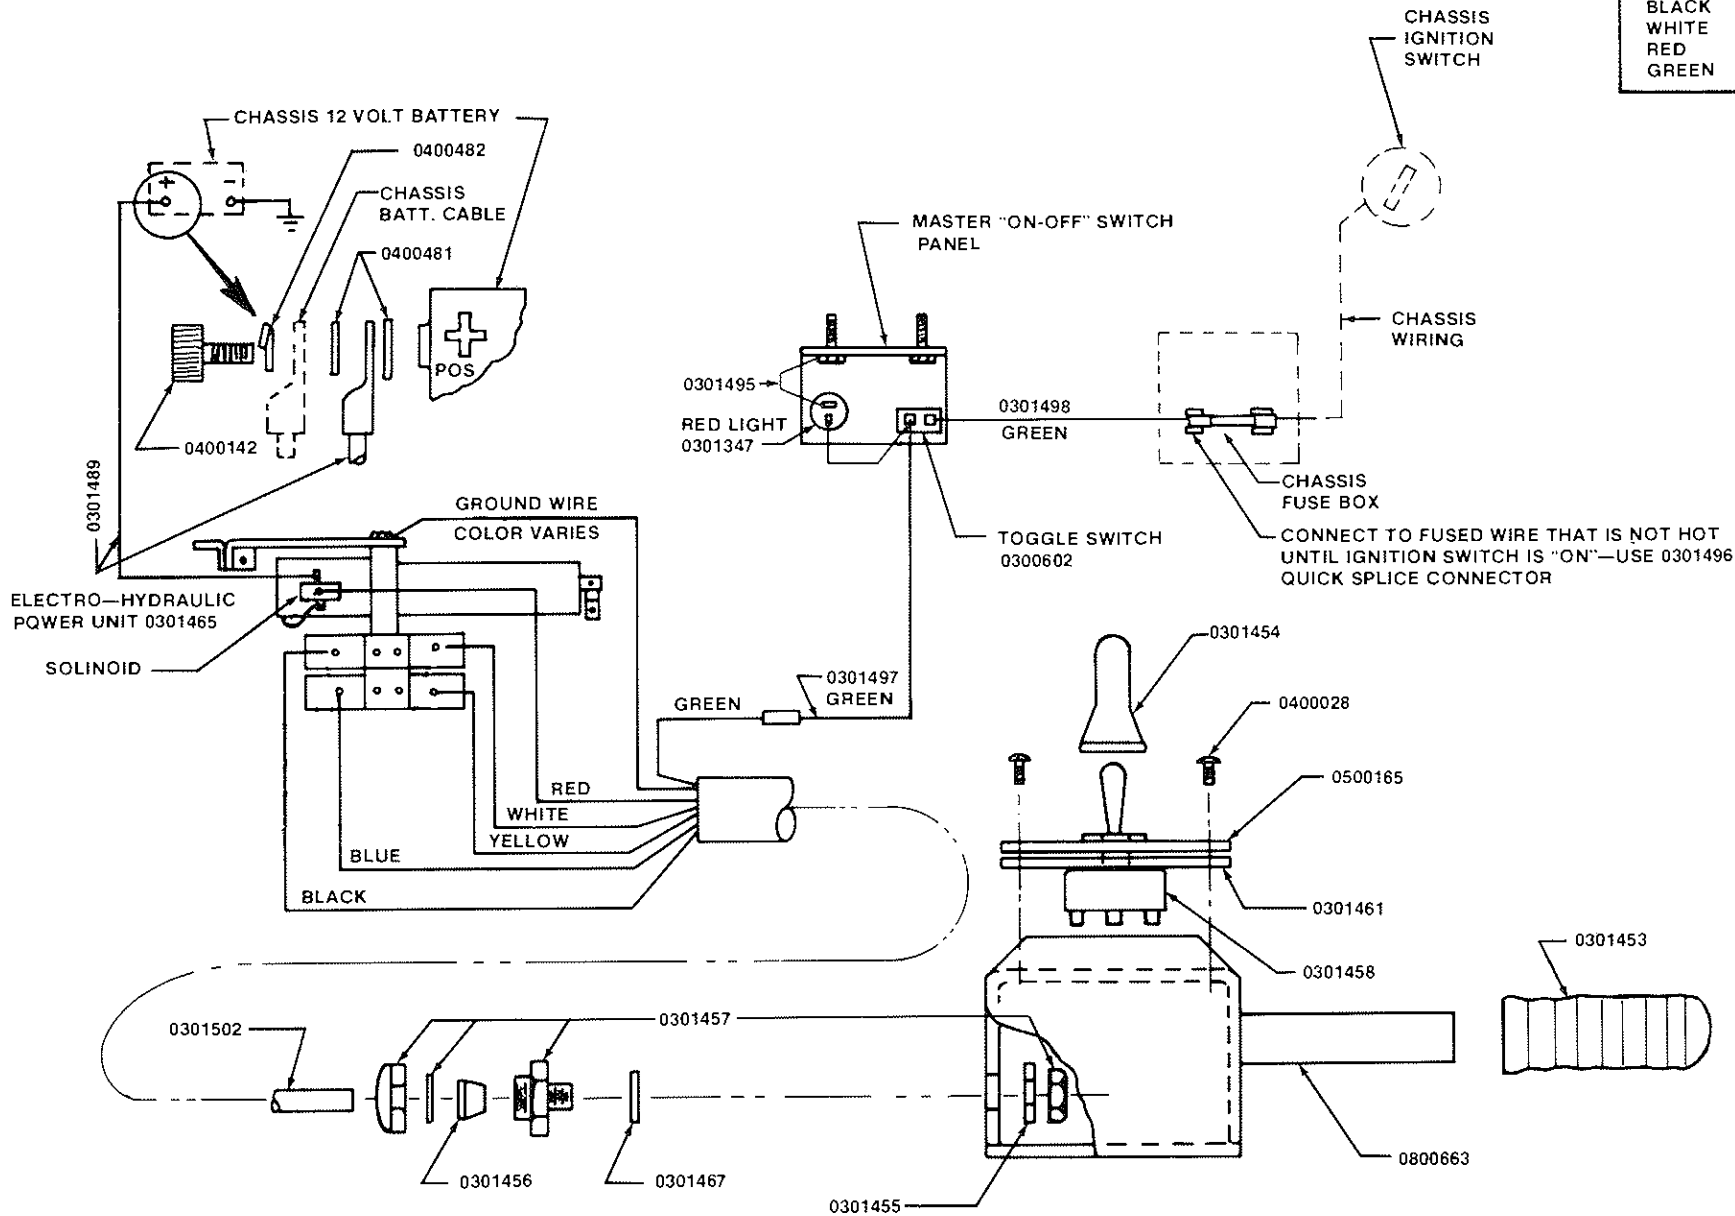 BLACK
WHITE
RED
GREEN
CHASSIS
IGNITION
SWITCH
CHASSIS 12 VOLT BATTERY
0400482
CHASSIS
BATT. CABLE
0400481
+
-
POS
0400142
0301489
MASTER "ON-OFF" SWITCH
PANEL
CHASSIS
WIRING
0301495
RED LIGHT
0301347
0301498
GREEN
CHASSIS
FUSE BOX
TOGGLE SWITCH
0300602
CONNECT TO FUSED WIRE THAT IS NOT HOT
UNTIL IGNITION SWITCH IS "ON"—USE 0301496
QUICK SPLICE CONNECTOR
GROUND WIRE
COLOR VARIES
ELECTRO—HYDRAULIC
POWER UNIT 0301465
SOLINOID
0301497
GREEN
GREEN
RED
WHITE
YELLOW
BLUE
BLACK
0301454
0400028
0500165
0301461
0301458
0301453
0301502
0301457
0301456
0301467
0301455
0800663